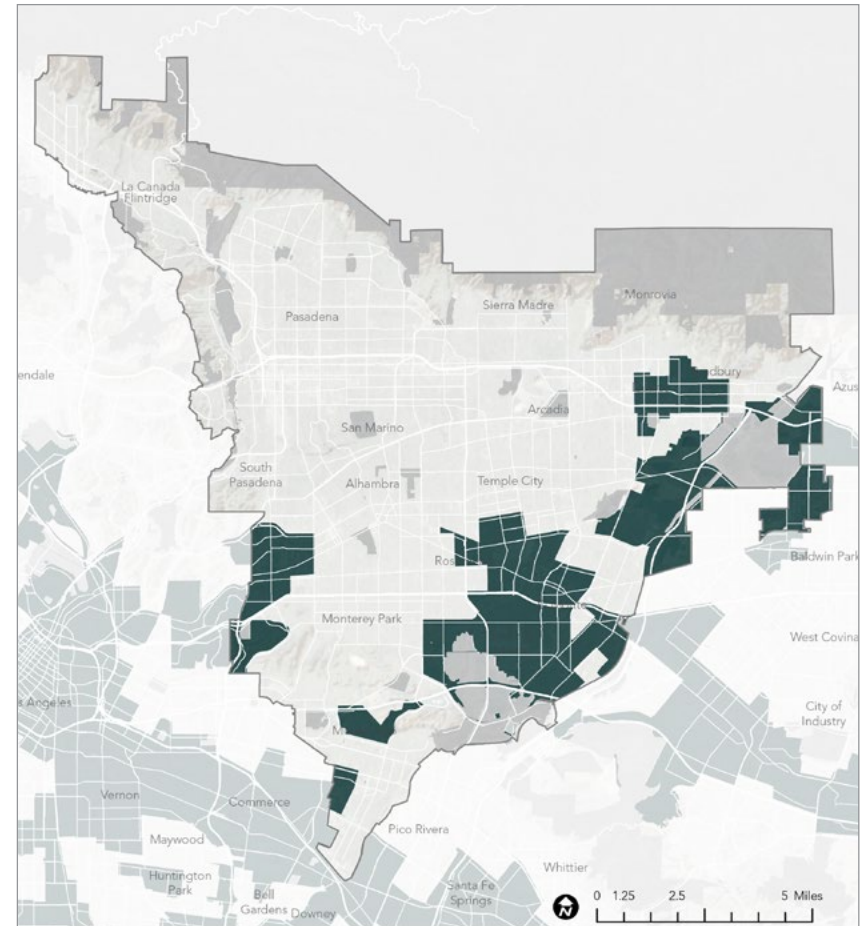 La Canada
Flintridge
Sierra Madre
Monrovia
Pasadena
endale
dbury
Azus
Arcadia
San Marino
South
Pasadena
Alhambra
Temple City
Ros
Baldwin Park
Monterey Park
West Covina
s Angeles
City of
Industry
Vernon
Commerce
Maywood
Pico Rivera
Huntington
Park
Whittier
Bell
Gardens
Downey
Santa Fe
Springs
N
0 1.25 2.5 5 Miles